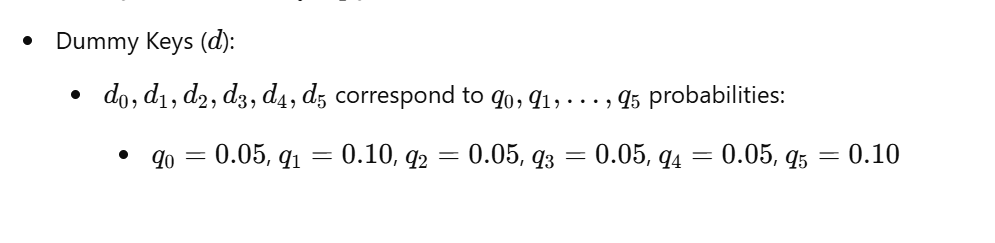 • Dummy Keys (d):
• d₀, d₁, d₂, d₃, d₄, d₅ correspond to q₀, q₁, . . . , q₅ probabilities:
• q₀ = 0.05, q₁ = 0.10, q₂ = 0.05, q₃ = 0.05, q₄ = 0.05, q₅ = 0.10